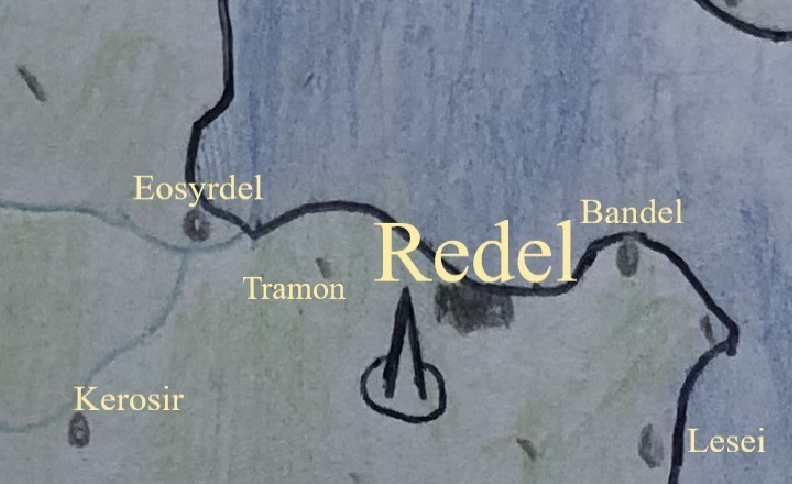 Eosyrdel
Bandel
Redel
Tramon
Kerosir
Lesei